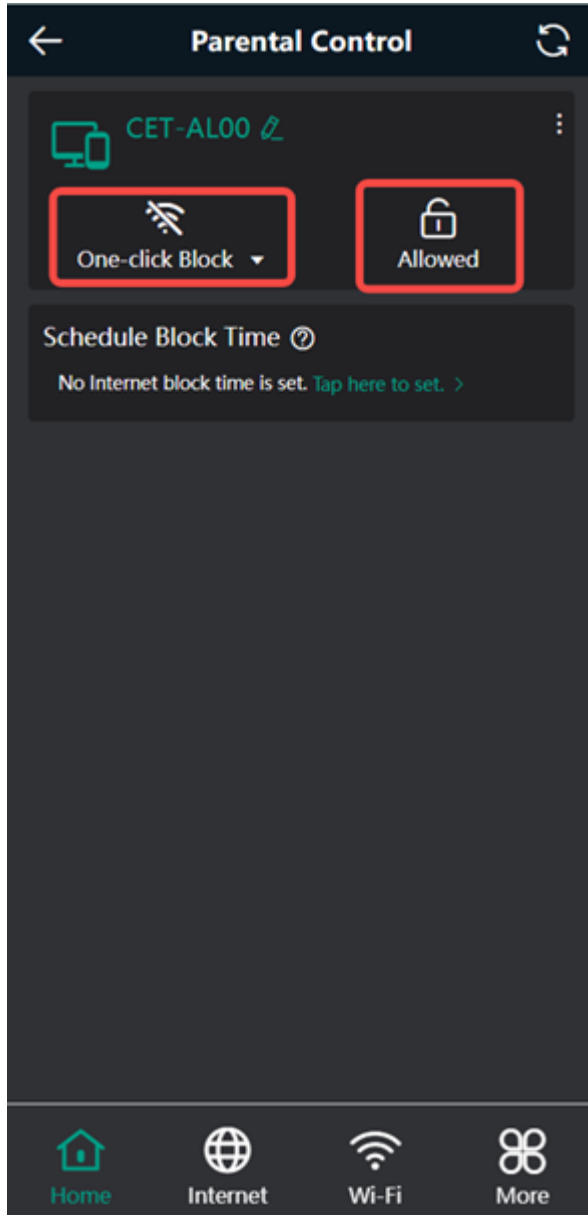 Parental Control
CET-AL00
One-click Block
Allowed
Schedule Block Time
No Internet block time is set. Tap here to set. >
Home
Internet
Wi-Fi
More